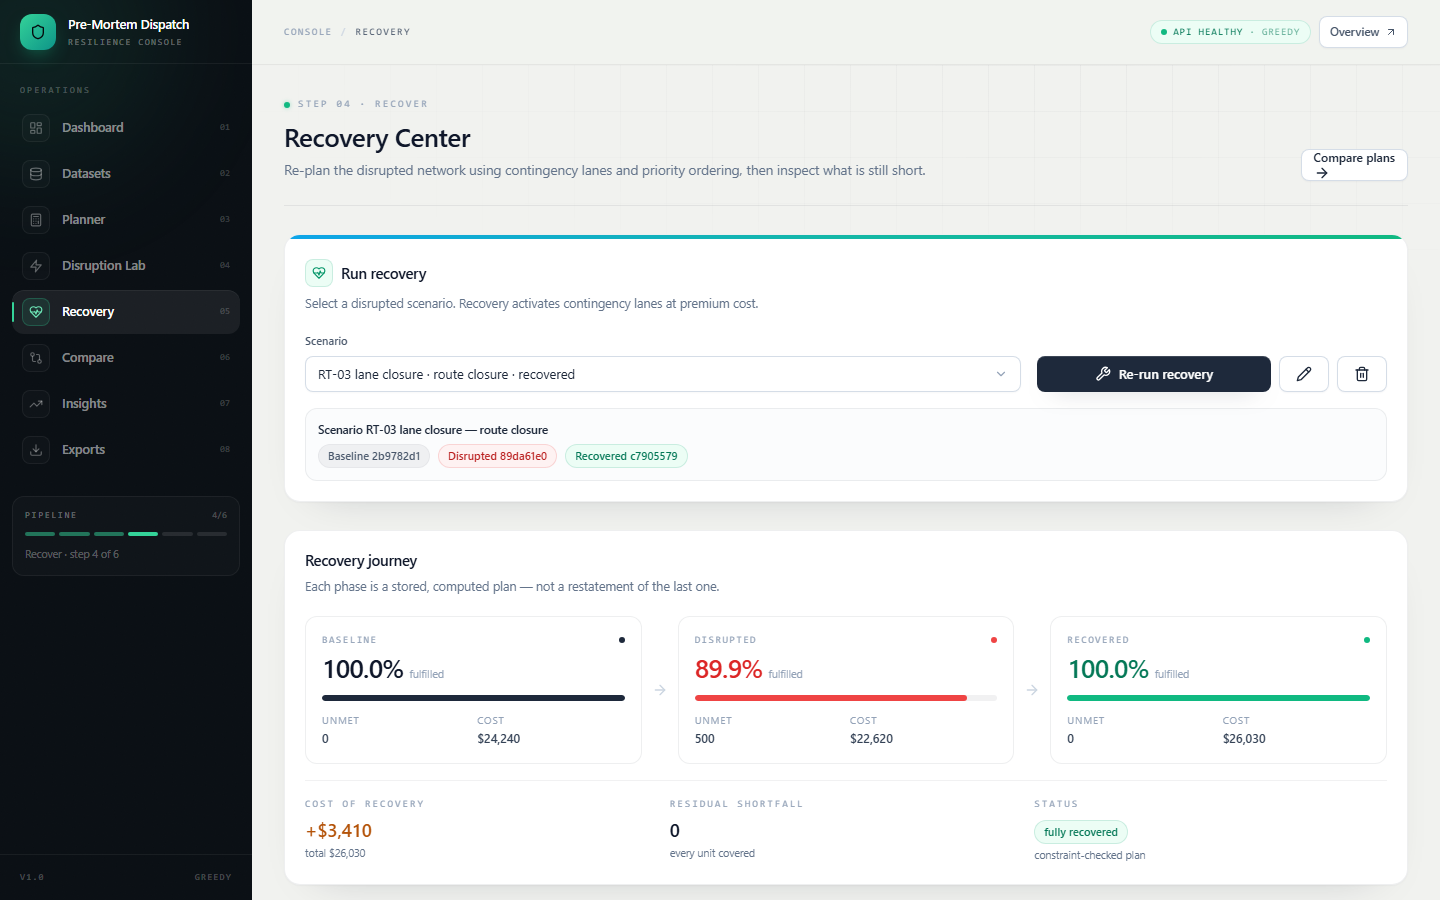 Pre-Mortem Dispatch
RESILIENCE CONSOLE
OPERATIONS
Dashboard 01
Datasets 02
Planner 03
Disruption Lab 04
Recovery 05
Compare 06
Insights 07
Exports 08
PIPELINE 4/6
Recover · step 4 of 6
V1.0 GREEDY
CONSOLE / RECOVERY
API HEALTHY · GREEDY
Overview
STEP 04 · RECOVER
Recovery Center
Re-plan the disrupted network using contingency lanes and priority ordering, then inspect what is still short.
Compare plans
Run recovery
Select a disrupted scenario. Recovery activates contingency lanes at premium cost.
Scenario
RT-03 lane closure · route closure · recovered
Re-run recovery
Scenario RT-03 lane closure — route closure
Baseline 2b9782d1 Disrupted 89da61e0 Recovered c7905579
Recovery journey
Each phase is a stored, computed plan — not a restatement of the last one.
BASELINE
100.0% fulfilled
UNMET COST
0 $24,240
DISRUPTED
89.9% fulfilled
UNMET COST
500 $22,620
RECOVERED
100.0% fulfilled
UNMET COST
0 $26,030
COST OF RECOVERY
+$3,410
total $26,030
RESIDUAL SHORTFALL
0
every unit covered
STATUS
fully recovered
constraint-checked plan